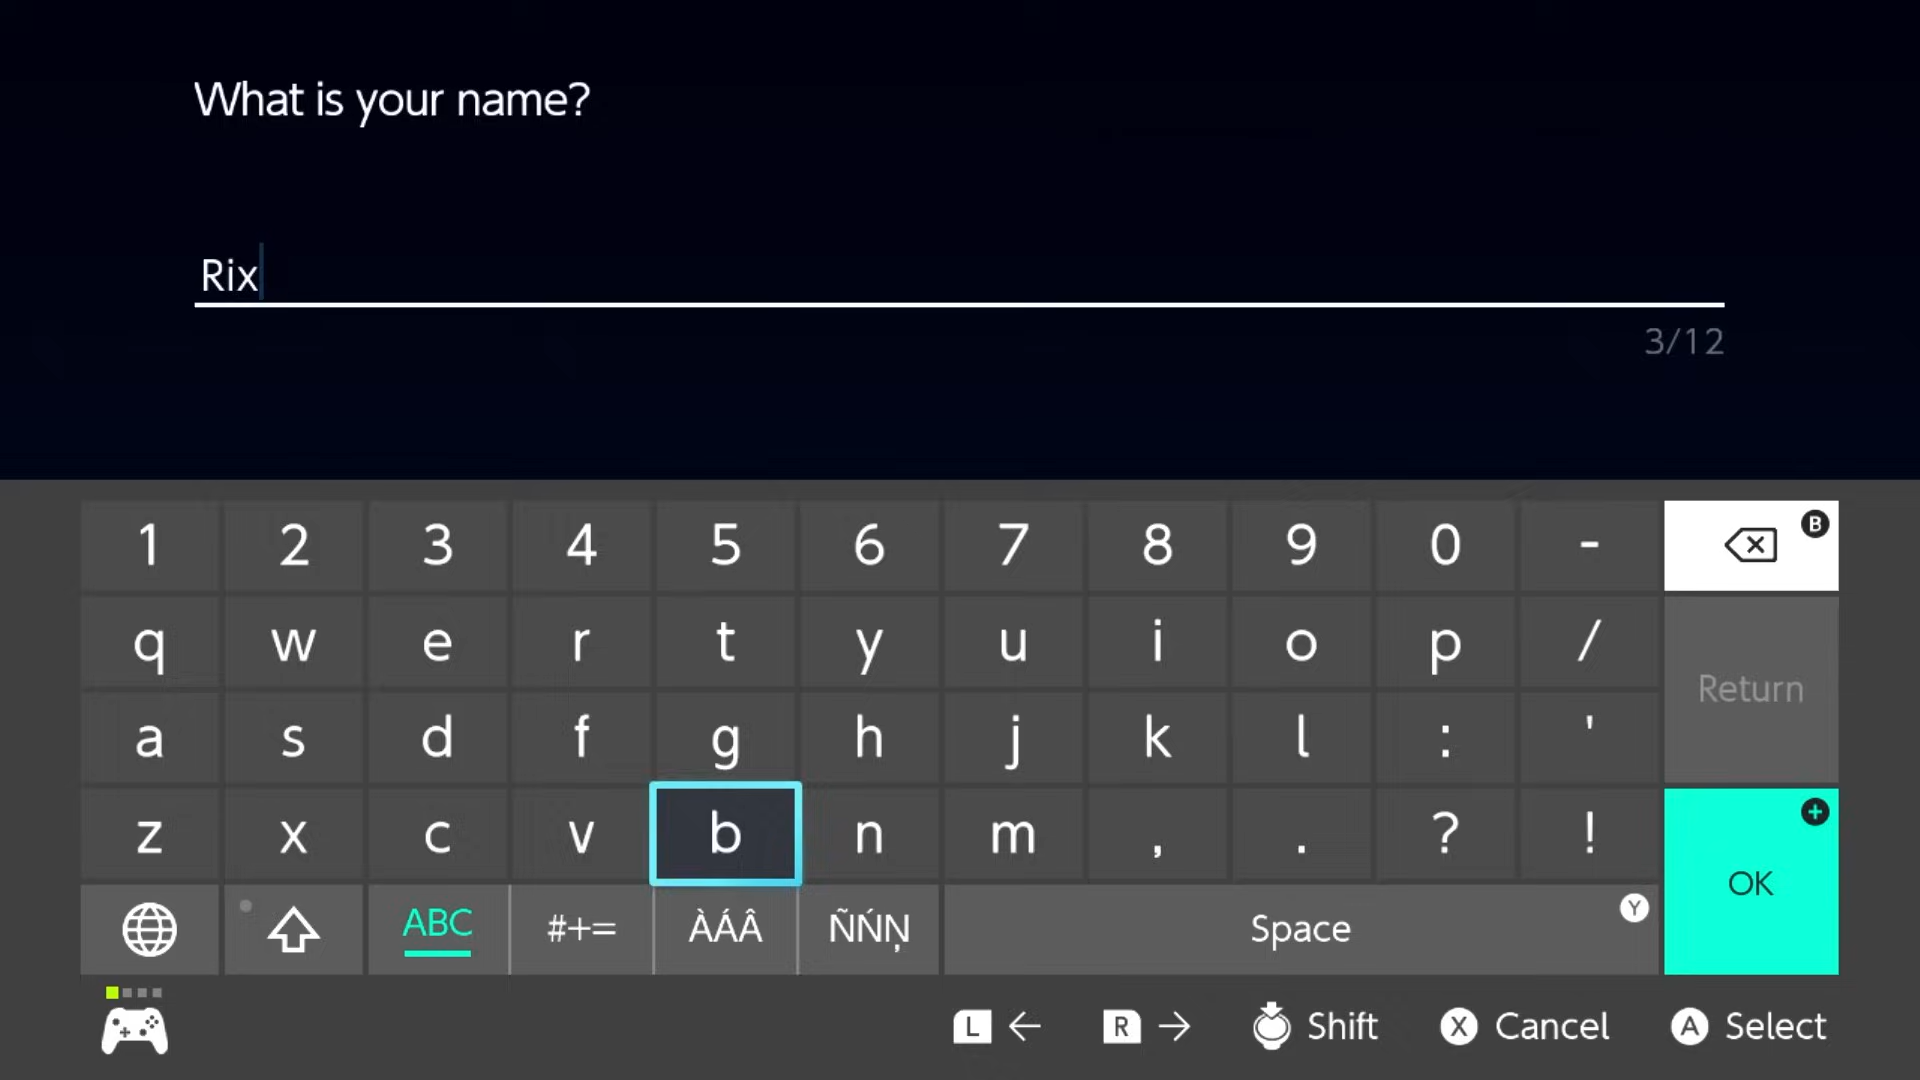 What is your name?
Rix
3/12
1 2 3 4 5 6 7 8 9 0 - B
q w e r t y u i o p /
Return
a s d f g h j k l : '
z x c v b n m , . ? ! +
OK
ABC #+= ÀÁÂ ÑŃŅ Space Y
L ← R → Shift X Cancel A Select